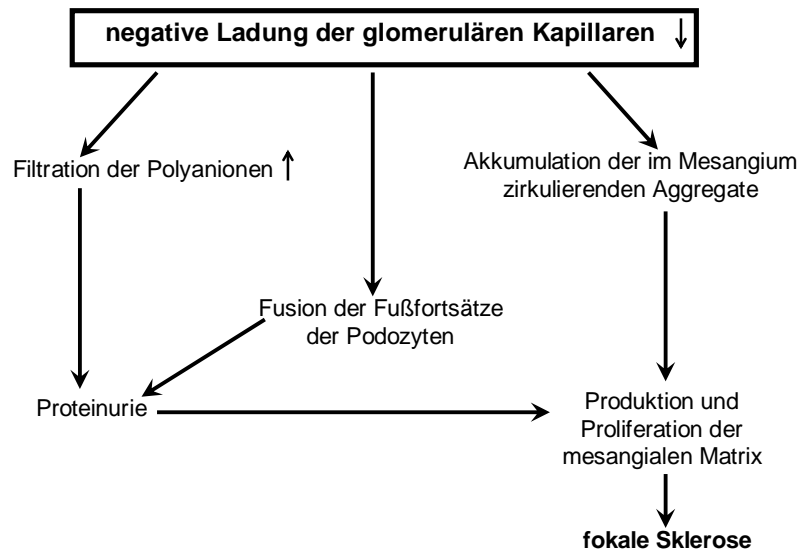 negative Ladung der glomerulären Kapillaren ↓
Filtration der Polyanionen ↑
Akkumulation der im Mesangium
zirkulierenden Aggregate
Fusion der Fußfortsätze
der Podozyten
Proteinurie
Produktion und
Proliferation der
mesangialen Matrix
fokale Sklerose